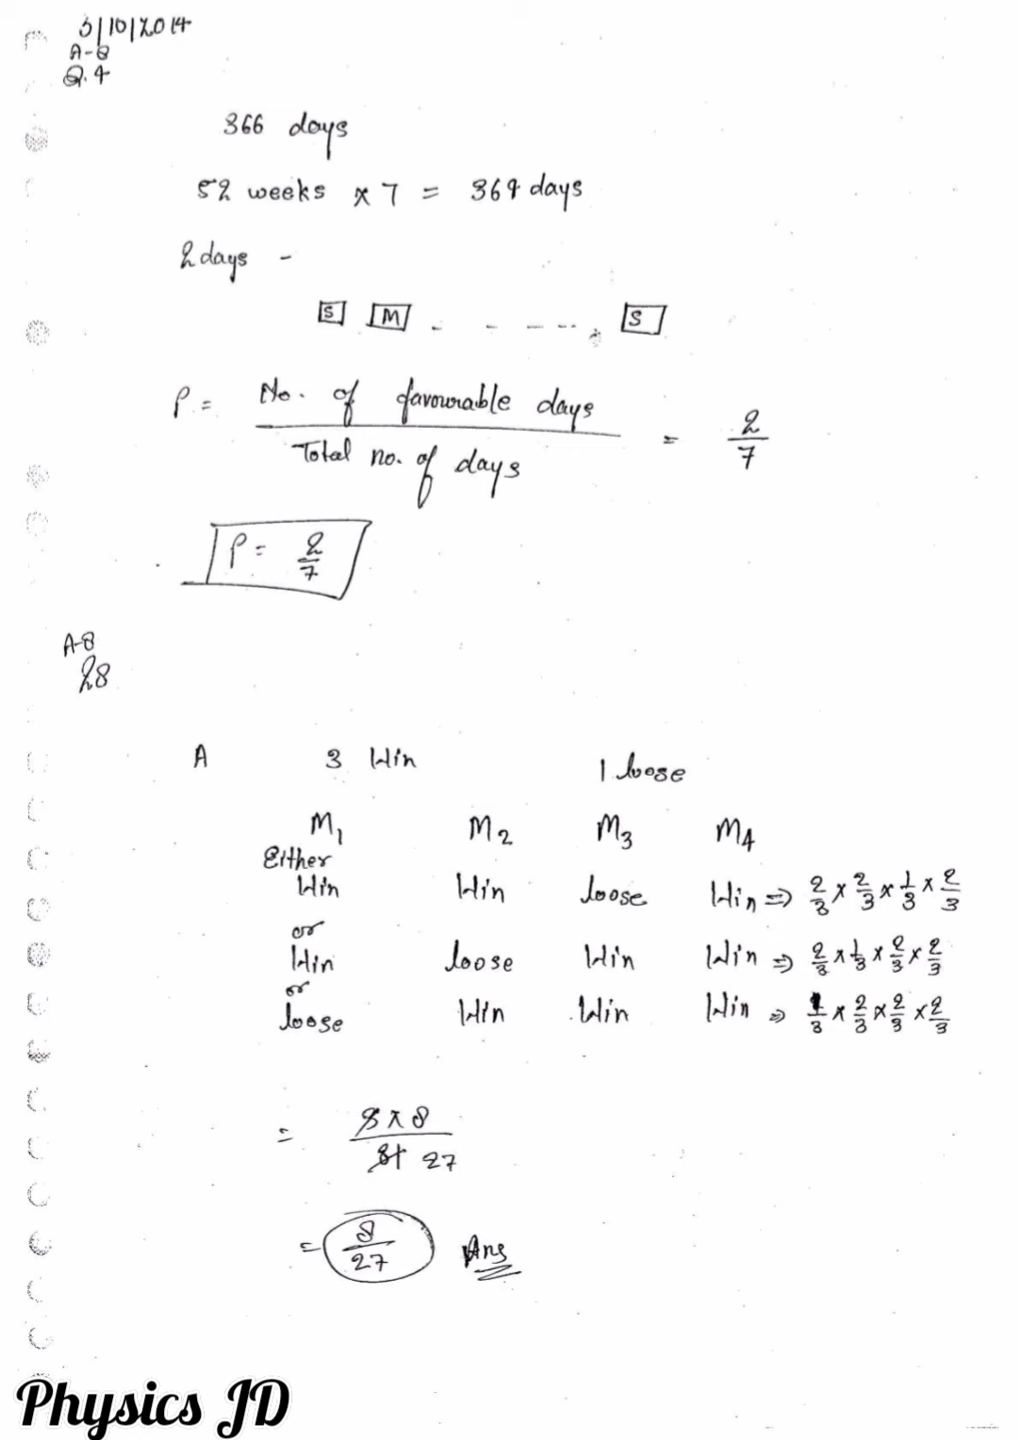 3/10/2014
A-8
Q.4
366 days
52 weeks × 7 = 364 days
2 days -
S M - - - - - - . S
P = No. of favourable days / Total no. of days = 2/7
P = 2/7
A-8
28
A 3 Win 1 loose
M1 M2 M3 M4
Either
Win Win loose Win ⇒ 2/3 × 2/3 × 1/3 × 2/3
or
Win loose Win Win ⇒ 2/3 × 1/3 × 2/3 × 2/3
or
loose Win Win Win ⇒ 1/3 × 2/3 × 2/3 × 2/3
= 3 × 8 / 81 27
= 8/27 Ans
Physics JD